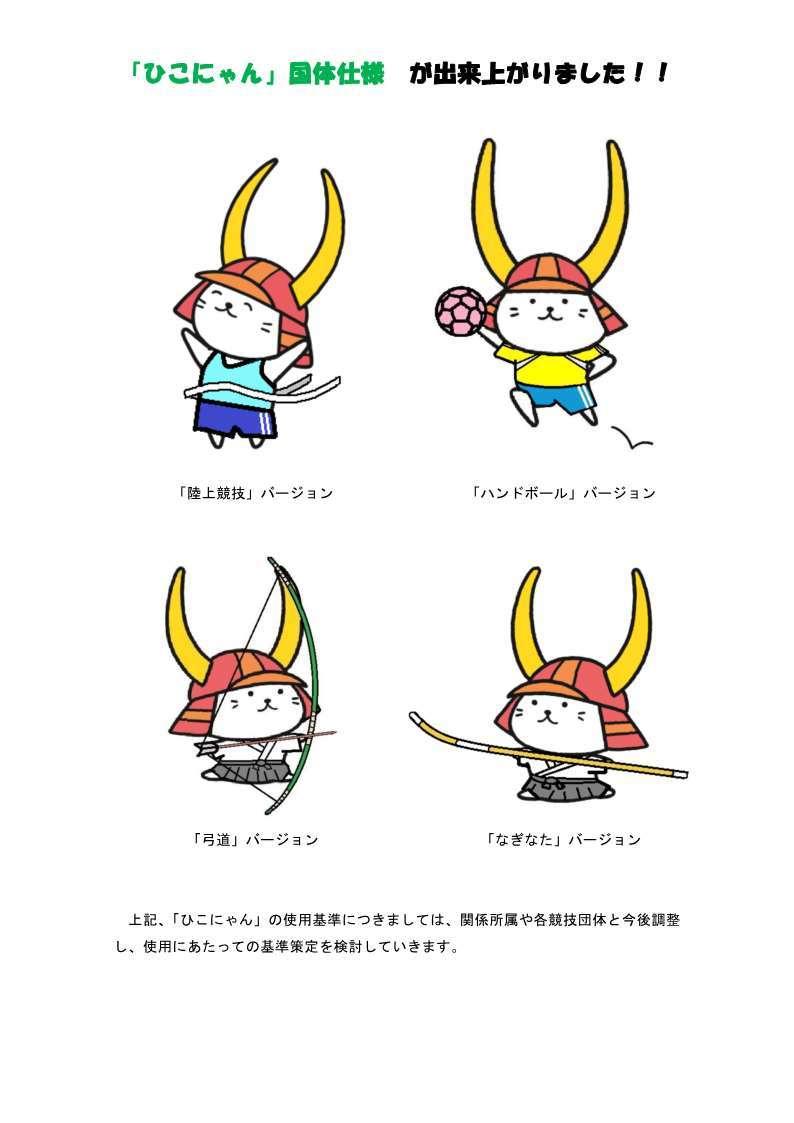 「ひこにゃん」国体仕様　が出来上がりました！！
「陸上競技」バージョン
「ハンドボール」バージョン
「弓道」バージョン
「なぎなた」バージョン
上記、「ひこにゃん」の使用基準につきましては、関係所属や各競技団体と今後調整
し、使用にあたっての基準策定を検討していきます。